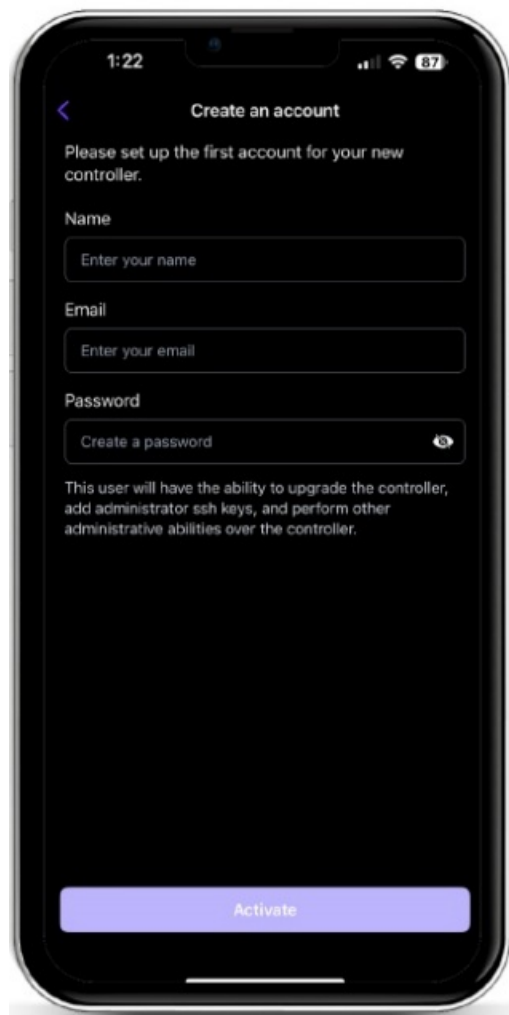 1:22
87
Create an account
Please set up the first account for your new
controller.
Name
Enter your name
Email
Enter your email
Password
Create a password
This user will have the ability to upgrade the controller,
add administrator ssh keys, and perform other
administrative abilities over the controller.
Activate